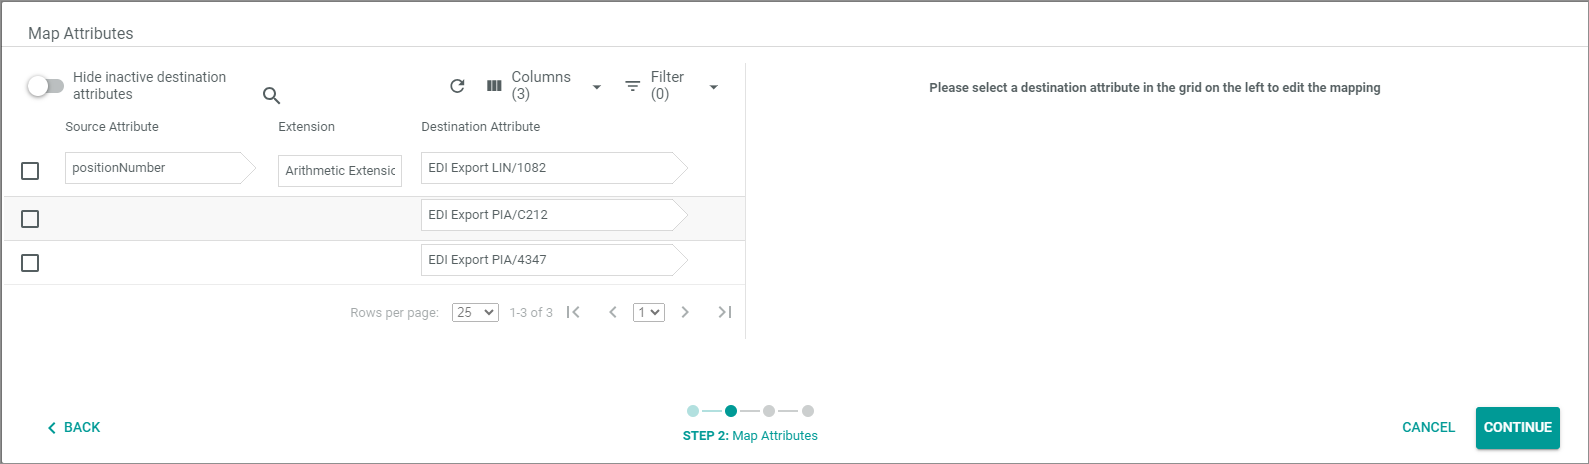 Map Attributes
Hide inactive destination
attributes
Columns
(3)
Filter
(0)
Please select a destination attribute in the grid on the left to edit the mapping
Source Attribute Extension Destination Attribute
positionNumber Arithmetic Extensic EDI Export LIN/1082
EDI Export PIA/C212
EDI Export PIA/4347
Rows per page: 25 1-3 of 3 1
BACK
STEP 2: Map Attributes
CANCEL CONTINUE